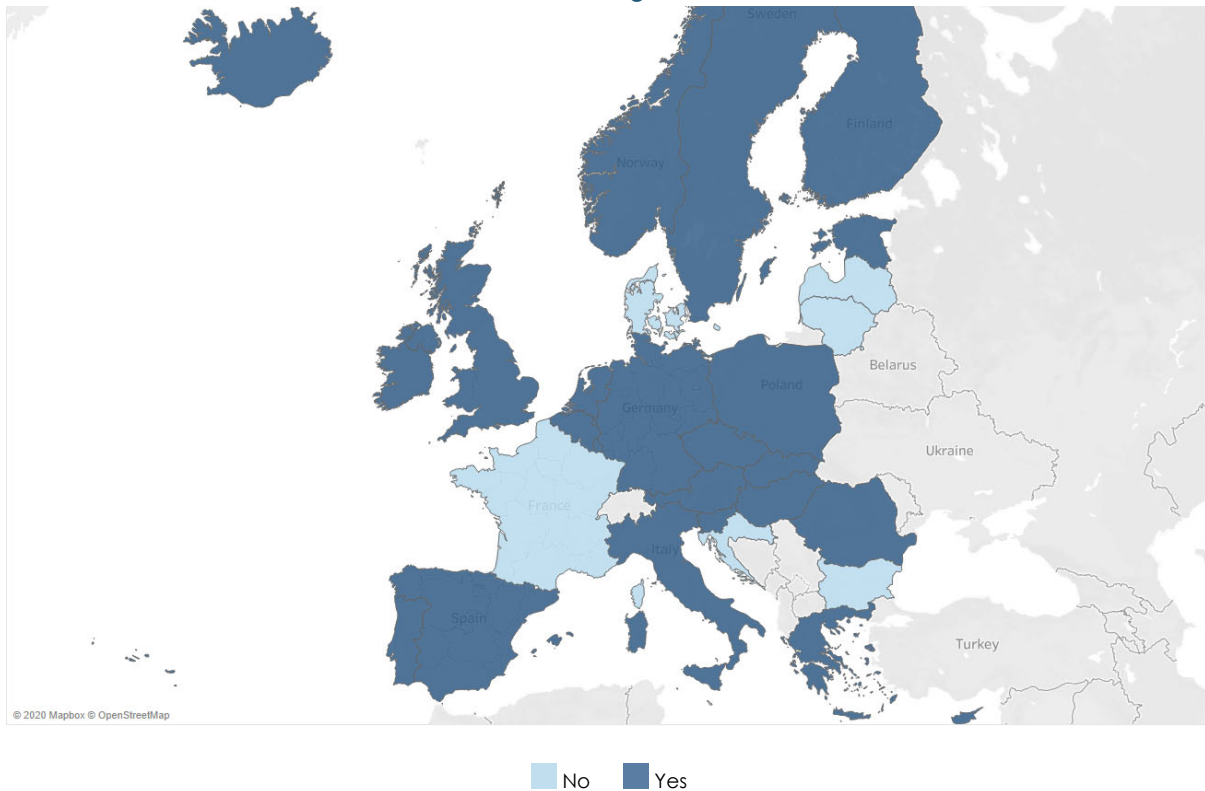 Sweden
Finland
Norway
Belarus
Poland
Germany
Ukraine
France
Italy
Spain
Turkey
© 2020 Mapbox © OpenStreetMap
No Yes